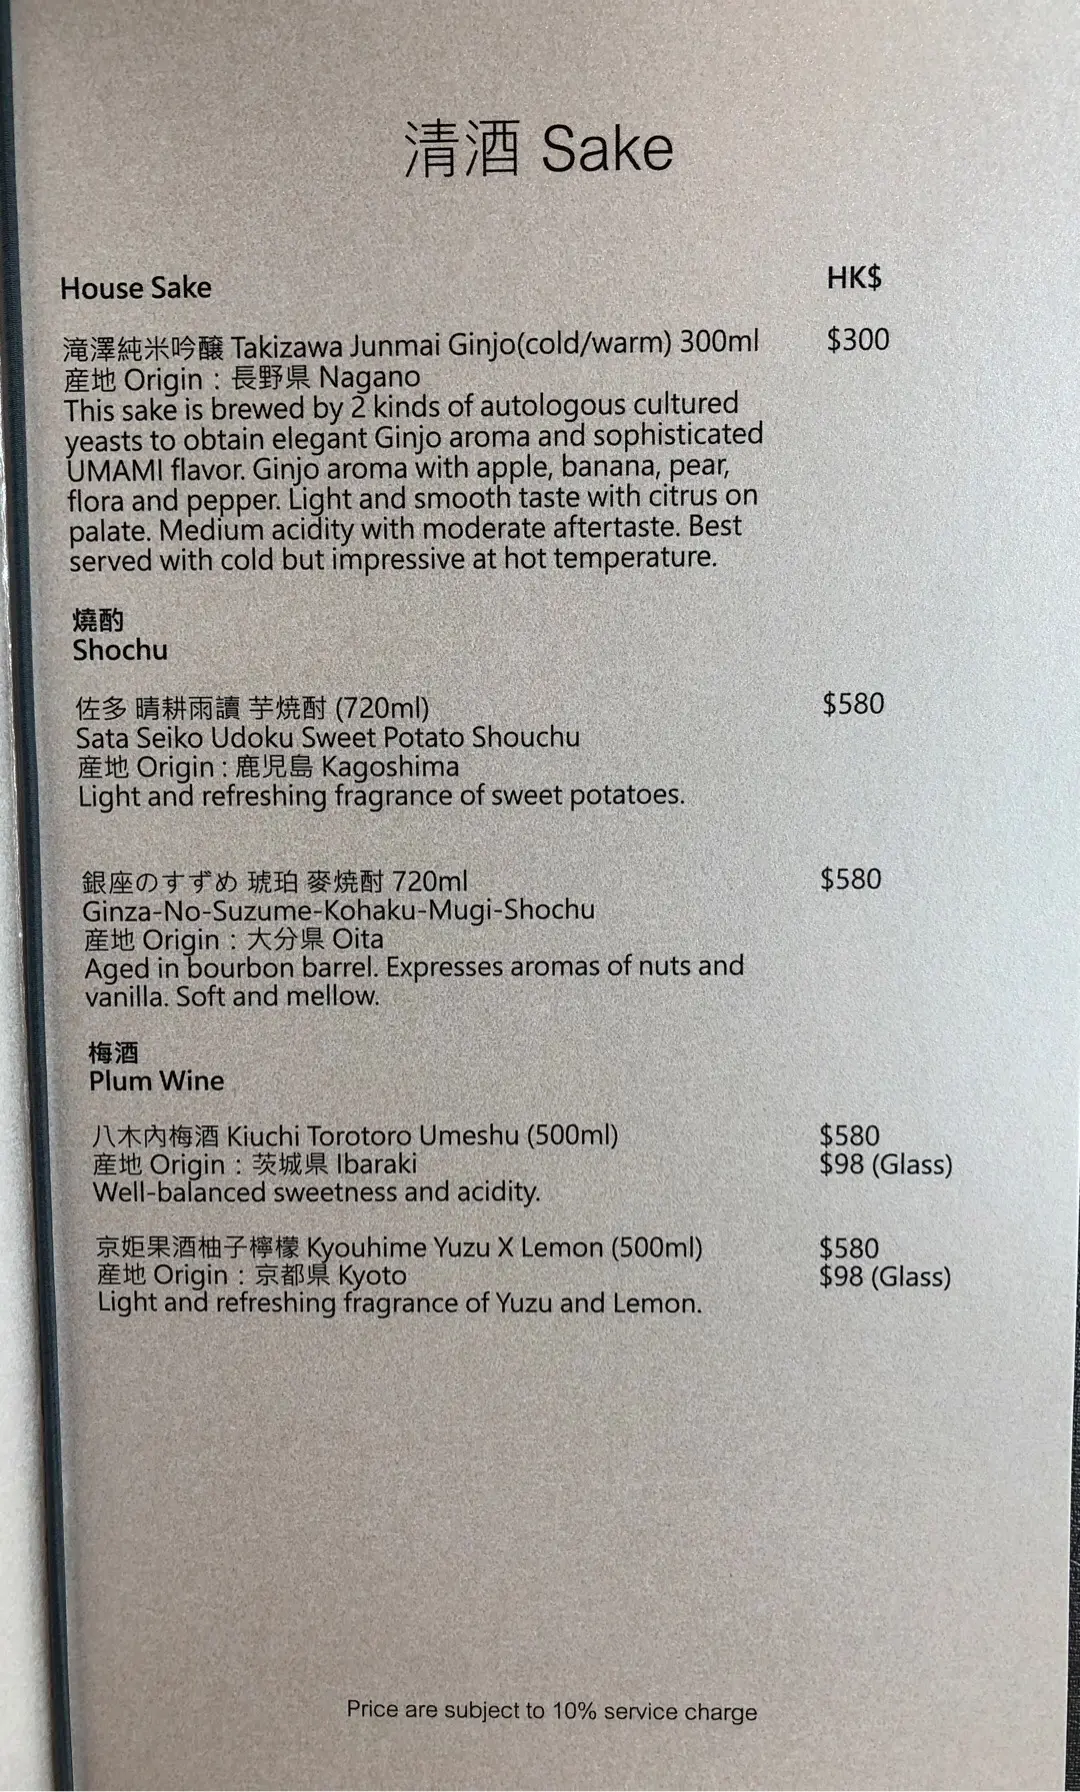 清酒 Sake
House Sake HK$
滝澤純米吟醸 Takizawa Junmai Ginjo(cold/warm) 300ml $300
産地 Origin : 長野県 Nagano
This sake is brewed by 2 kinds of autologous cultured
yeasts to obtain elegant Ginjo aroma and sophisticated
UMAMI flavor. Ginjo aroma with apple, banana, pear,
flora and pepper. Light and smooth taste with citrus on
palate. Medium acidity with moderate aftertaste. Best
served with cold but impressive at hot temperature.
燒酌
Shochu
佐多 晴耕雨讀 芋焼酎 (720ml) $580
Sata Seiko Udoku Sweet Potato Shouchu
産地 Origin : 鹿児島 Kagoshima
Light and refreshing fragrance of sweet potatoes.
銀座のすずめ 琥珀 麥焼酎 720ml $580
Ginza-No-Suzume-Kohaku-Mugi-Shochu
産地 Origin : 大分県 Oita
Aged in bourbon barrel. Expresses aromas of nuts and
vanilla. Soft and mellow.
梅酒
Plum Wine
八木內梅酒 Kiuchi Torotoro Umeshu (500ml) $580
産地 Origin : 茨城県 Ibaraki $98 (Glass)
Well-balanced sweetness and acidity.
京姫果酒柚子檸檬 Kyouhime Yuzu X Lemon (500ml) $580
産地 Origin : 京都県 Kyoto $98 (Glass)
Light and refreshing fragrance of Yuzu and Lemon.
Price are subject to 10% service charge